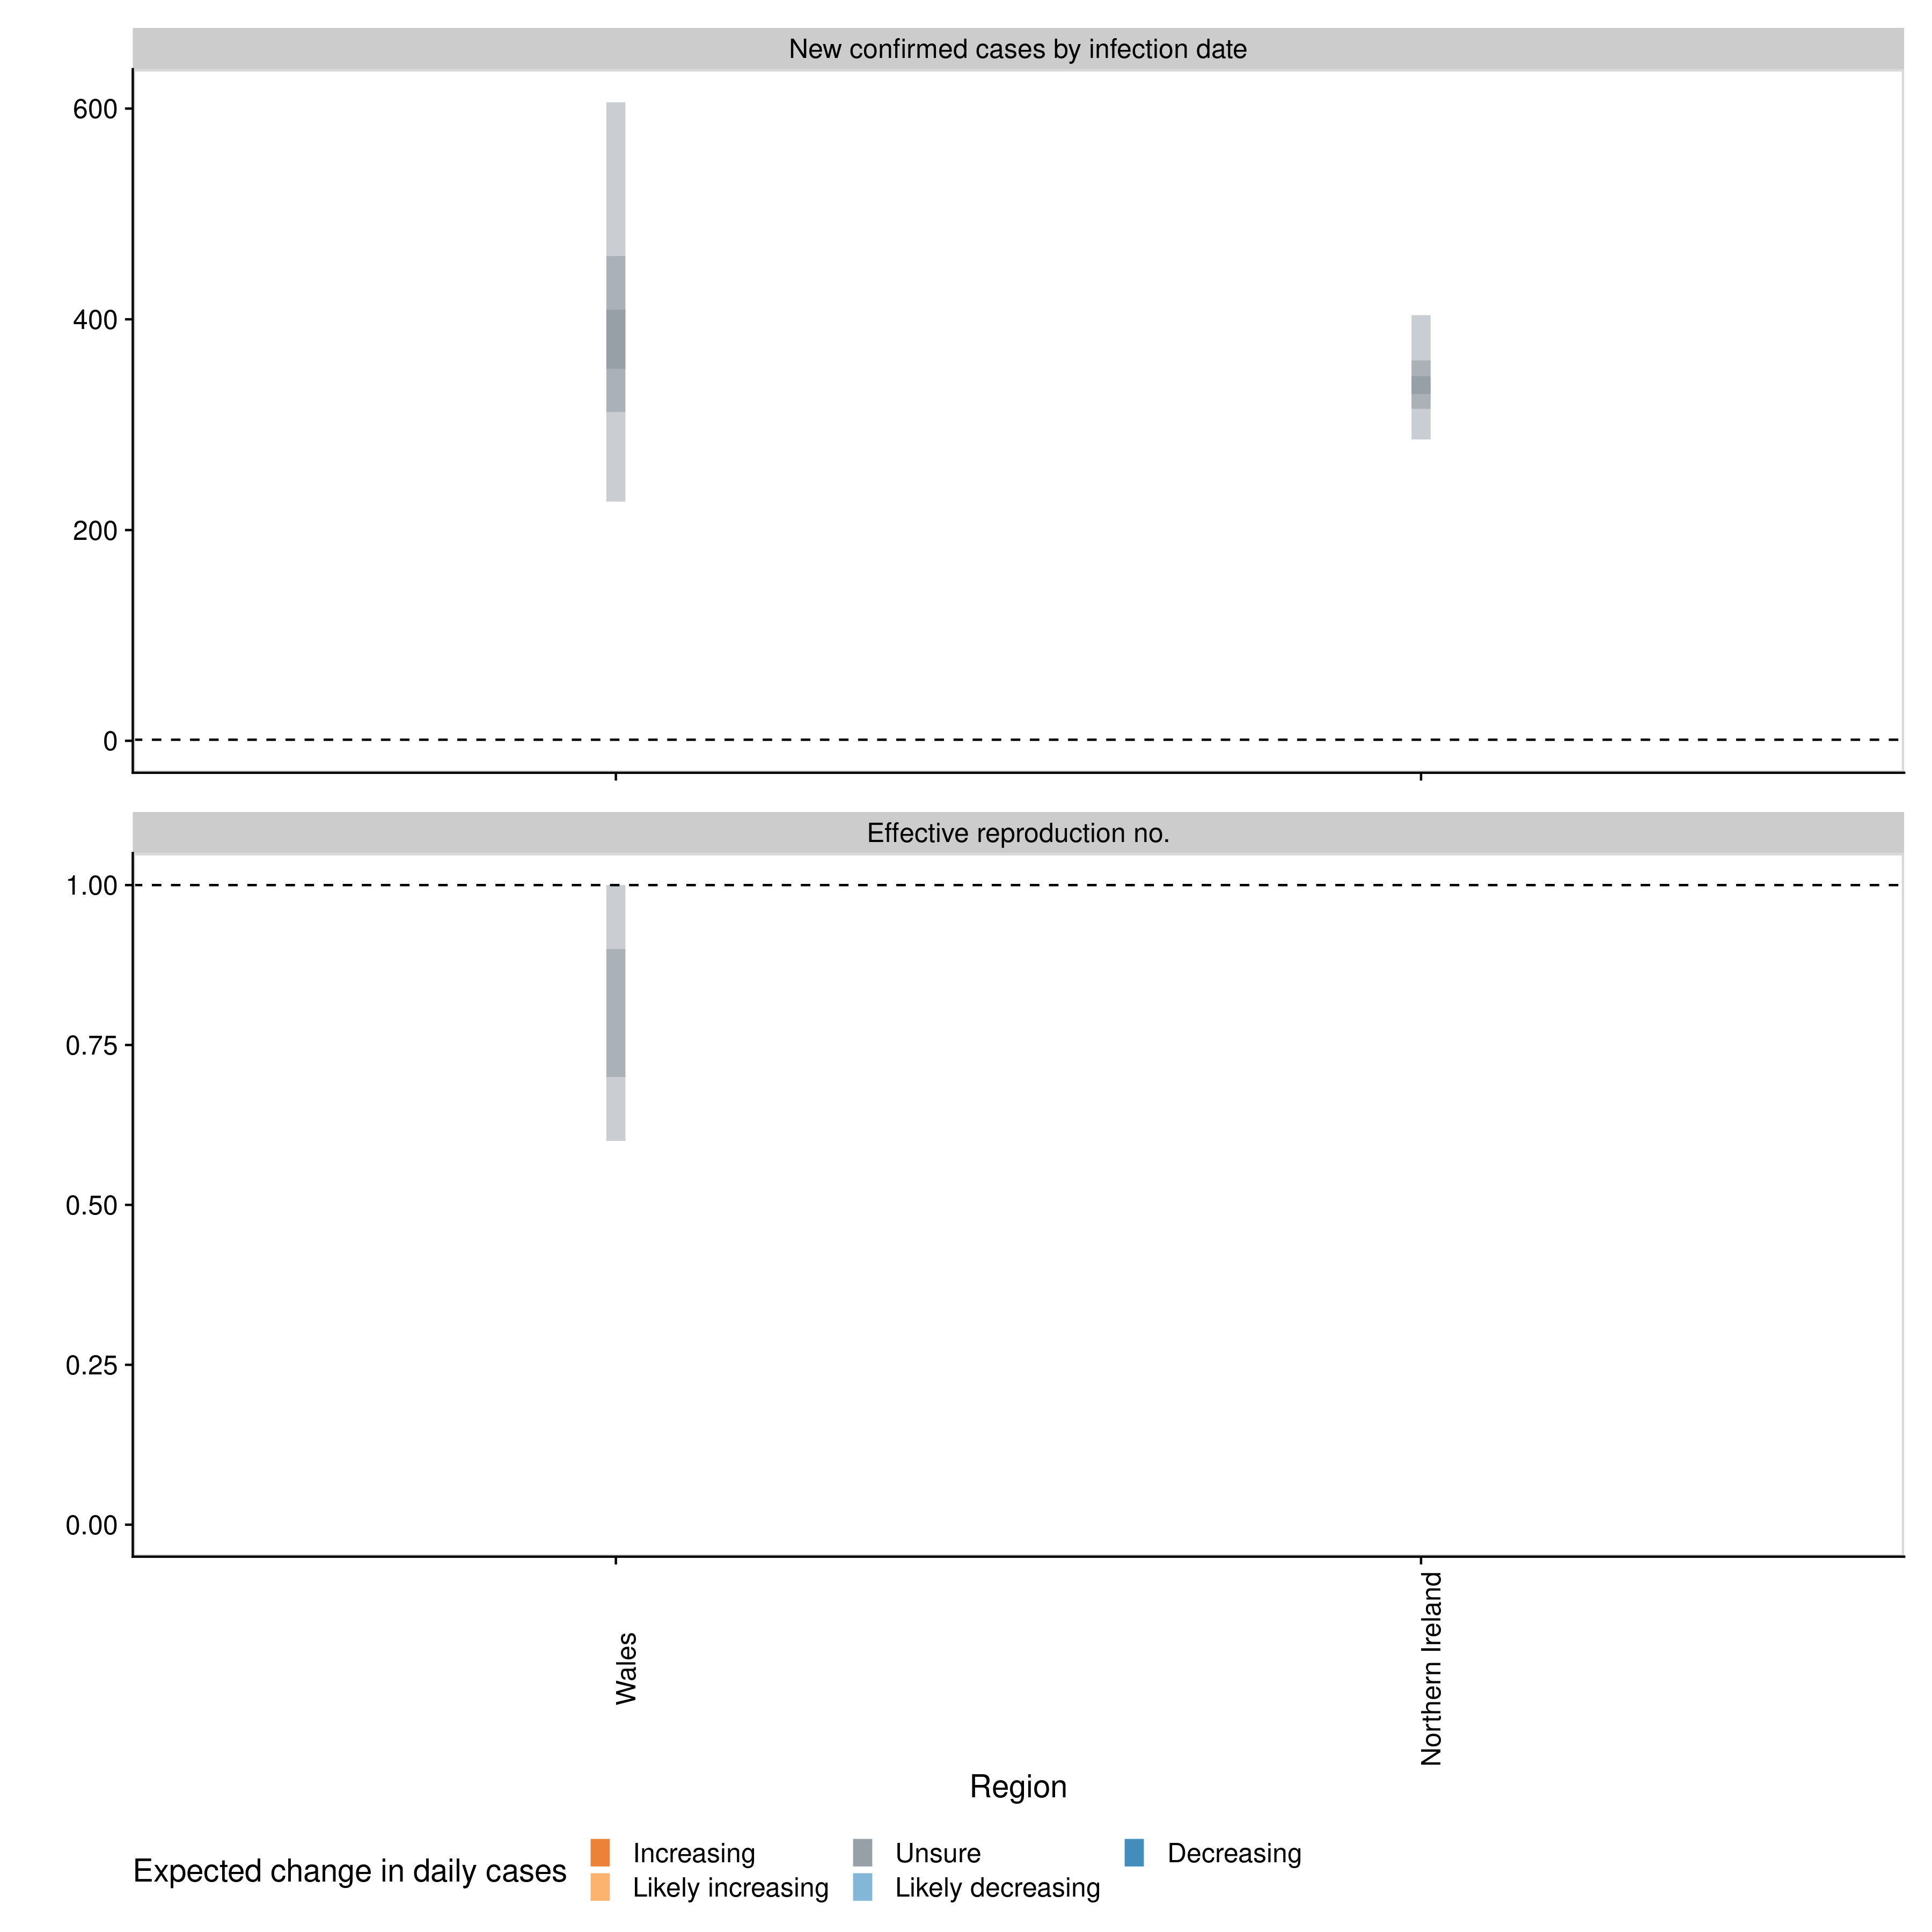 New confirmed cases by infection date
600
400
200
0
Effective reproduction no.
1.00
0.75
0.50
0.25
0.00
Wales
Northern Ireland
Region
Expected change in daily cases
Increasing
Unsure
Decreasing
Likely increasing
Likely decreasing